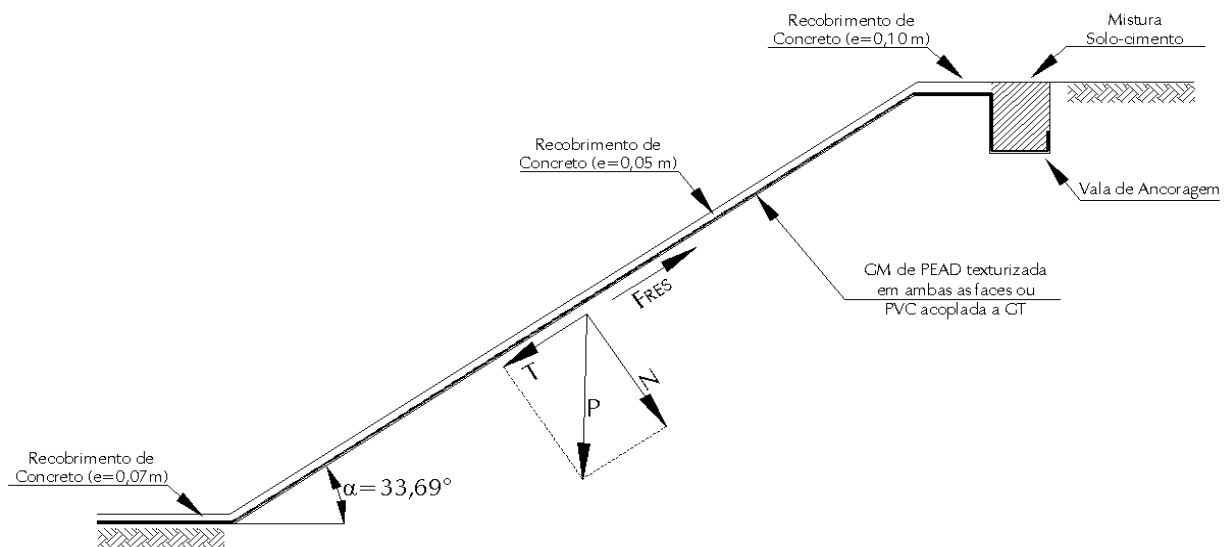 Recobrimento de
Concreto (e=0,10 m)
Mistura
Solo-cimento
Recobrimento de
Concreto (e=0,05 m)
Vala de Ancoragem
GM de PEAD texturizada
em ambas as faces ou
PVC acoplada a GT
FRES
T
P
N
Recobrimento de
Concreto (e=0,07m)
α=33,69°